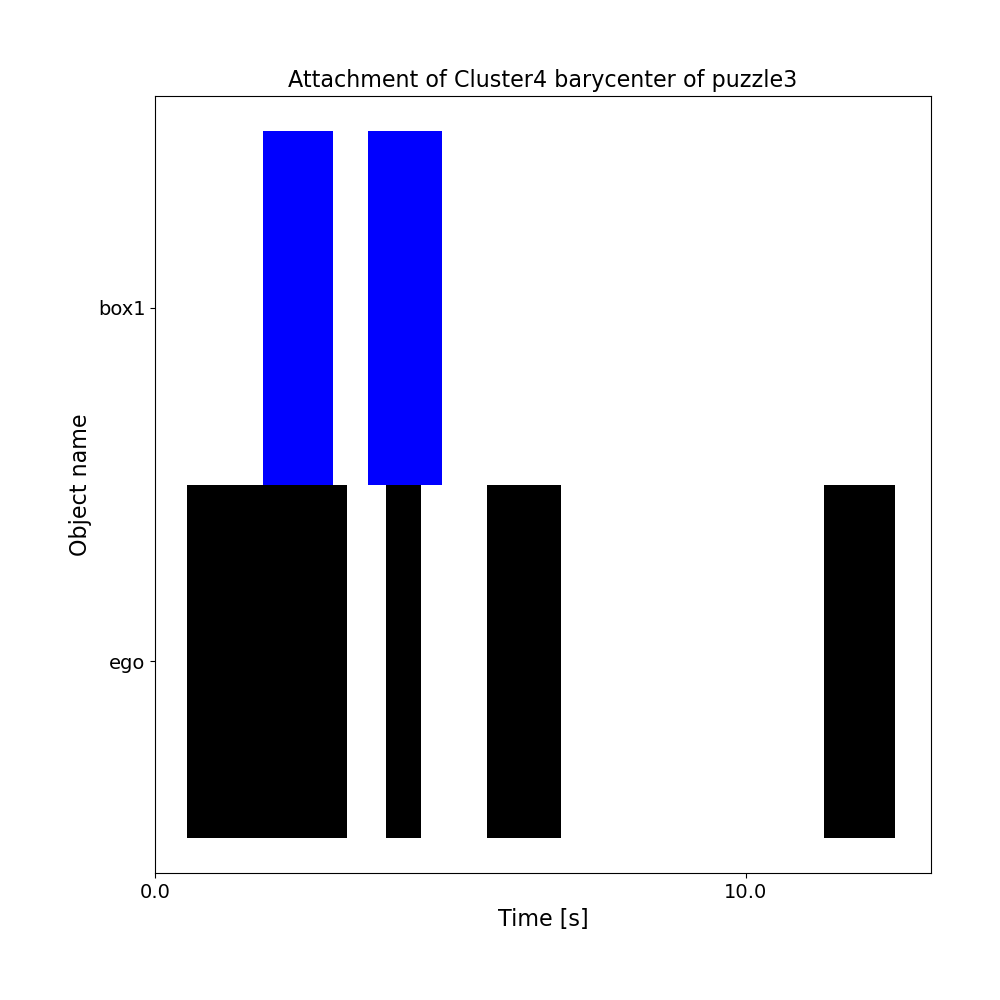 Attachment of Cluster4 barycenter of puzzle3
box1
Object name
ego
0.0
10.0
Time [s]